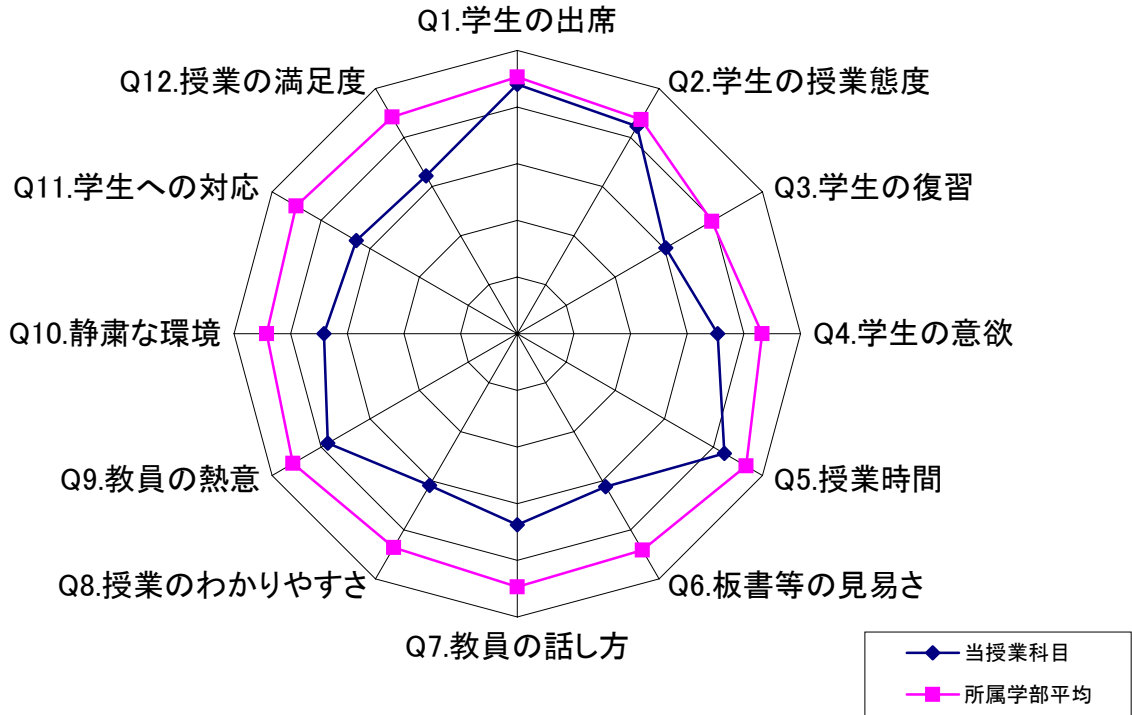 Q1.学生の出席
Q2.学生の授業態度
Q3.学生の復習
Q4.学生の意欲
Q5.授業時間
Q6.板書等の見易さ
Q7.教員の話し方
Q8.授業のわかりやすさ
Q9.教員の熱意
Q10.静粛な環境
Q11.学生への対応
Q12.授業の満足度
当授業科目
所属学部平均